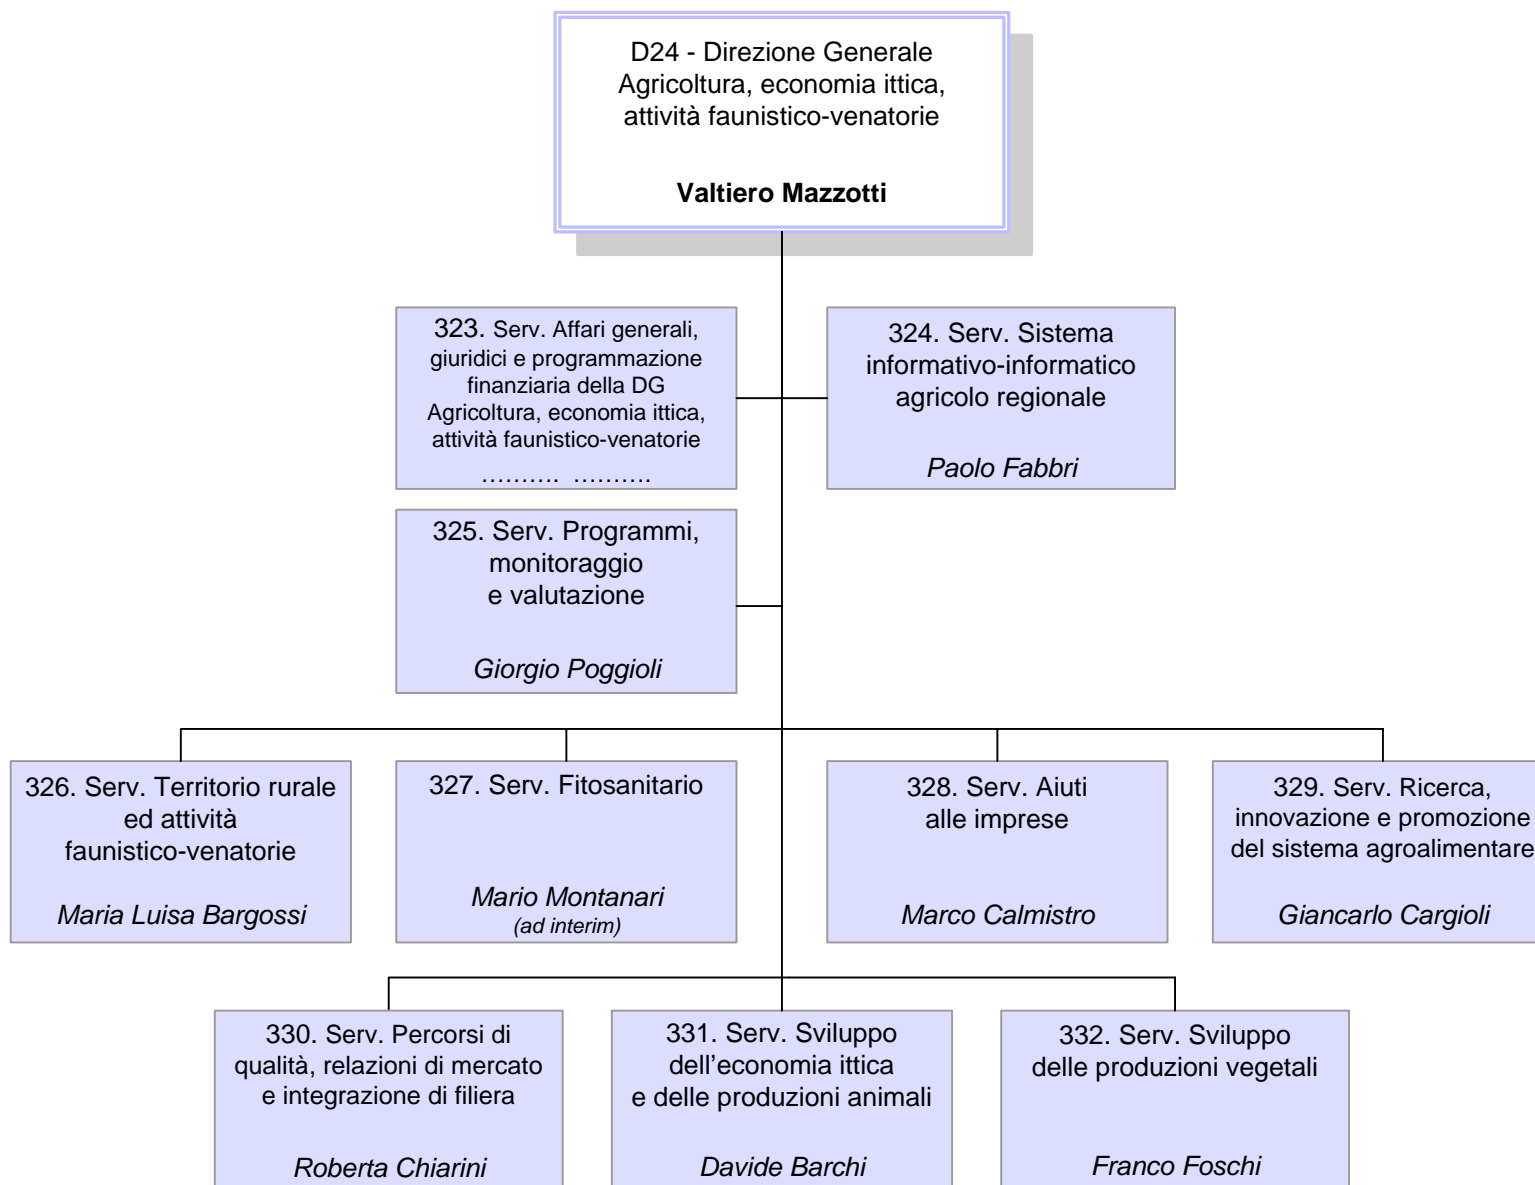 D24 - Direzione Generale
Agricoltura, economia ittica,
attività faunistico-venatorie
Valtiero Mazzotti
323. Serv. Affari generali,
giuridici e programmazione
finanziaria della DG
Agricoltura, economia ittica,
attività faunistico-venatorie
………. ……….
324. Serv. Sistema
informativo-informatico
agricolo regionale
Paolo Fabbri
325. Serv. Programmi,
monitoraggio
e valutazione
Giorgio Poggioli
326. Serv. Territorio rurale
ed attività
faunistico-venatorie
Maria Luisa Bargossi
327. Serv. Fitosanitario
Mario Montanari
(ad interim)
328. Serv. Aiuti
alle imprese
Marco Calmistro
329. Serv. Ricerca,
innovazione e promozione
del sistema agroalimentare
Giancarlo Cargioli
330. Serv. Percorsi di
qualità, relazioni di mercato
e integrazione di filiera
Roberta Chiarini
331. Serv. Sviluppo
dell’economia ittica
e delle produzioni animali
Davide Barchi
332. Serv. Sviluppo
delle produzioni vegetali
Franco Foschi